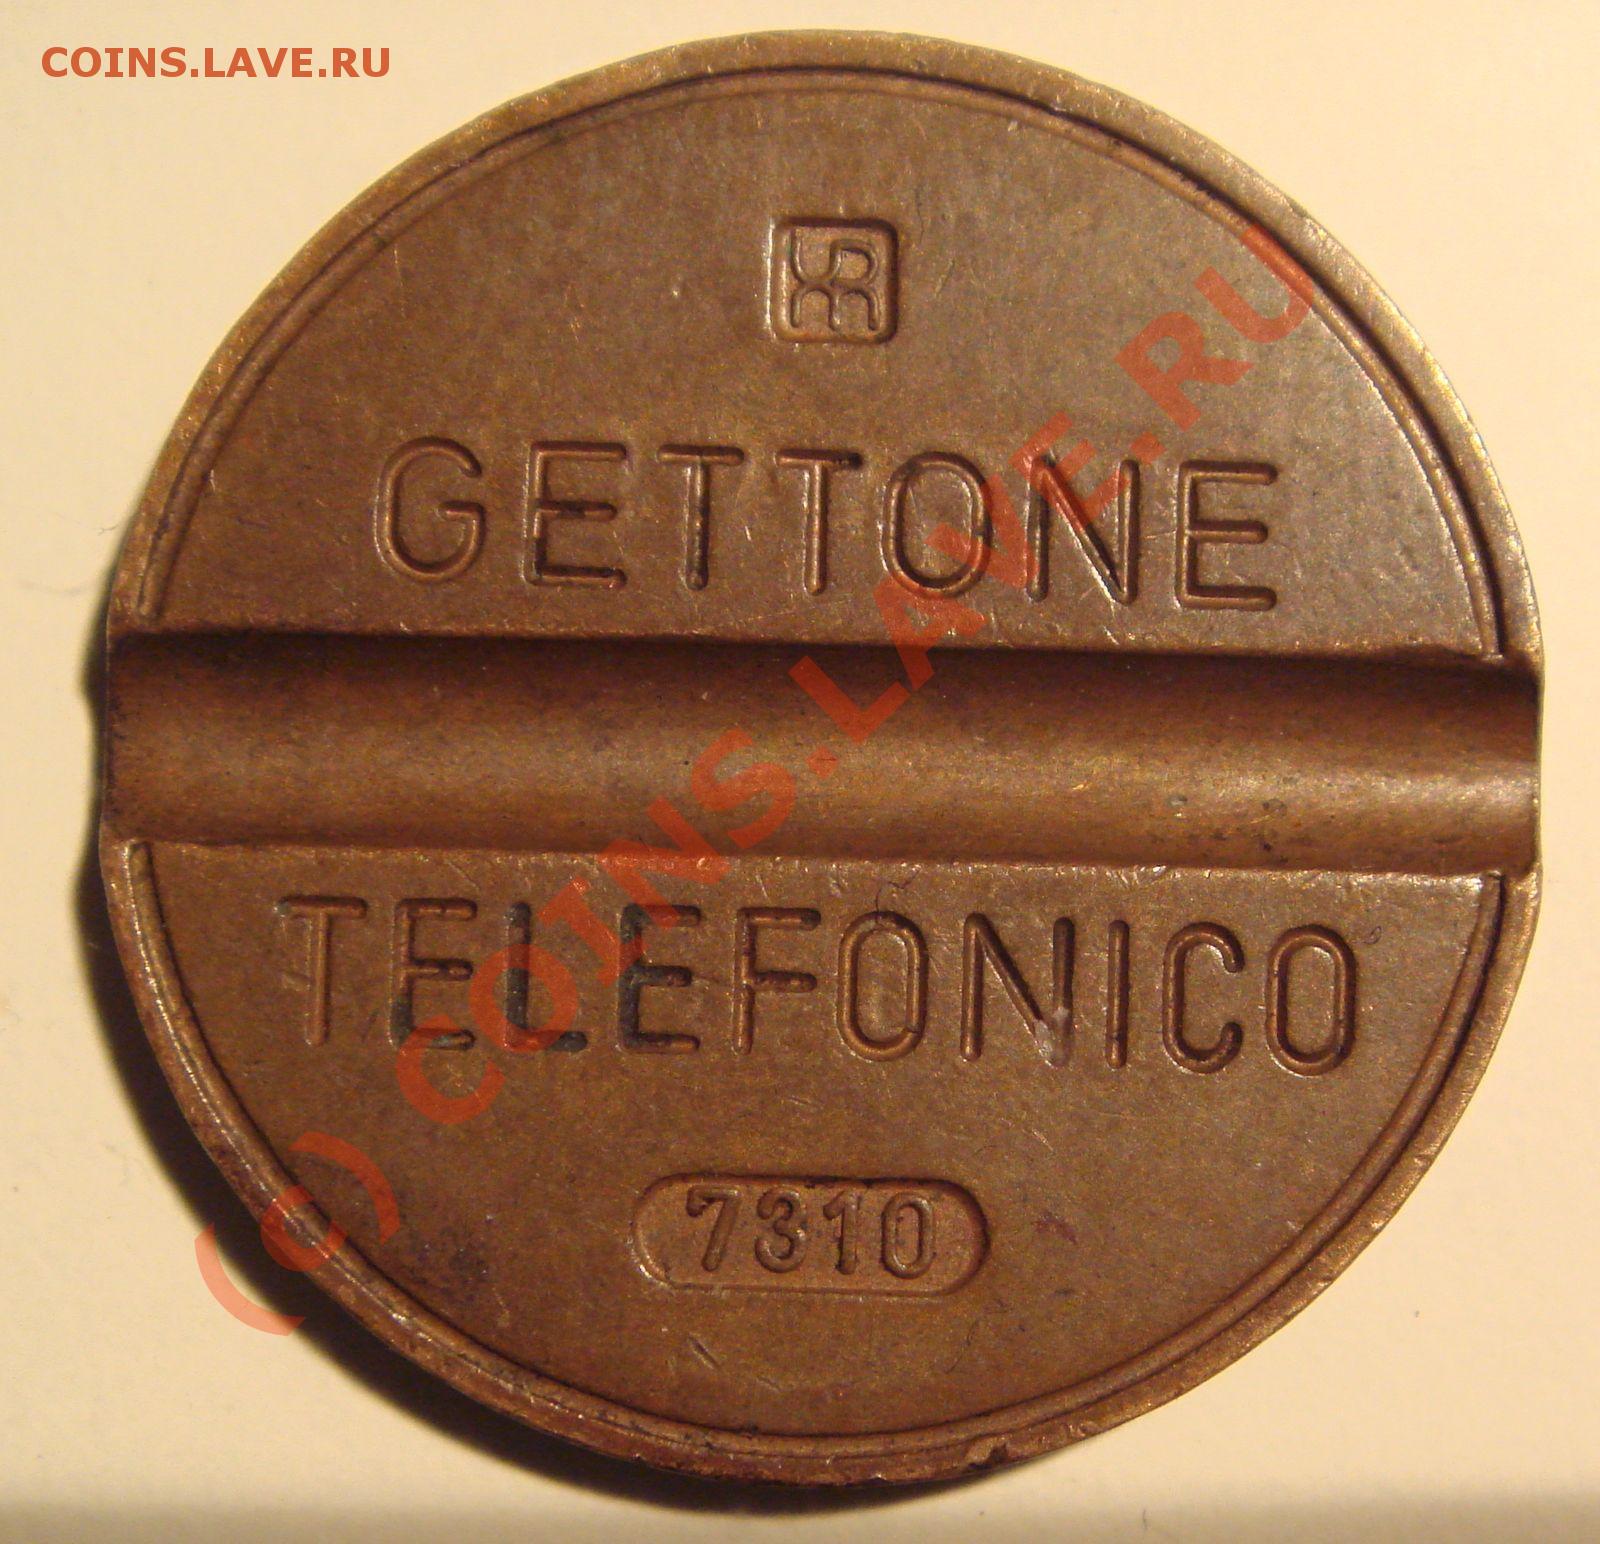 COINS.LAVE.RU
GETTONE
TELEFONICO
7310
(c) COINS.LAVE.RU